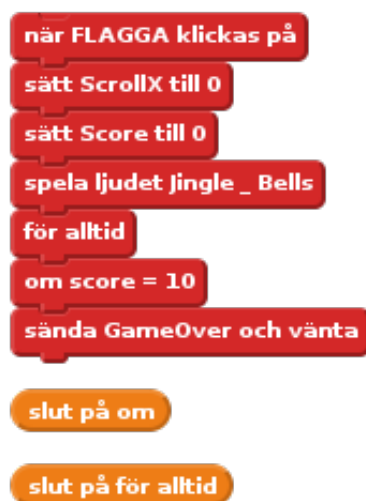 när FLAGGA klickas på
sätt ScrollX till 0
sätt Score till 0
spela ljudet Jingle _ Bells
för alltid
om score = 10
sända GameOver och vänta
slut på om
slut på för alltid